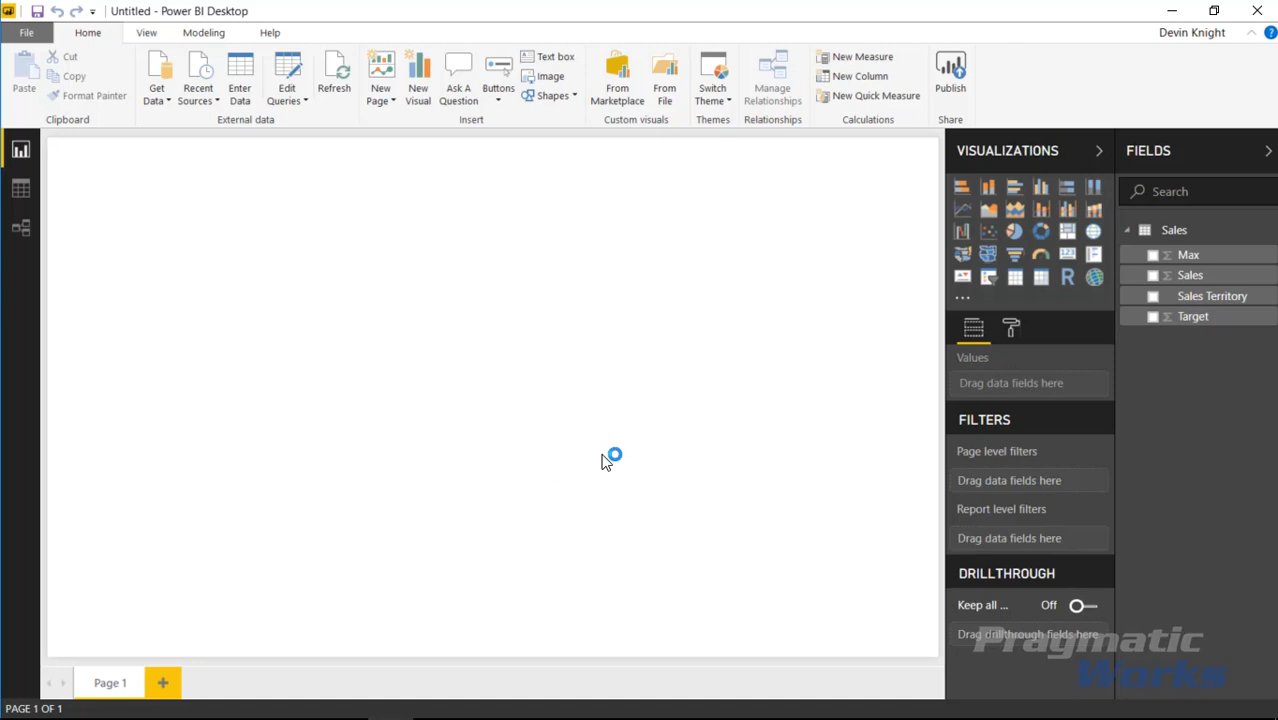 Untitled - Power BI Desktop
File Home View Modeling Help
Devin Knight
Paste
Cut
Copy
Format Painter
Clipboard
Get Data
Recent Sources
Enter Data
Edit Queries
Refresh
External data
New Page
New Visual
Ask A Question
Buttons
Text box
Image
Shapes
Insert
From Marketplace
From File
Custom visuals
Switch Theme
Themes
Manage Relationships
Relationships
New Measure
New Column
New Quick Measure
Calculations
Publish
Share
VISUALIZATIONS
R
Values
Drag data fields here
FILTERS
Page level filters
Drag data fields here
Report level filters
Drag data fields here
DRILLTHROUGH
Keep all ... Off
Drag drillthrough fields here
FIELDS
Search
Sales
Max
Sales
Sales Territory
Target
Pragmatic
Works
Page 1
PAGE 1 OF 1